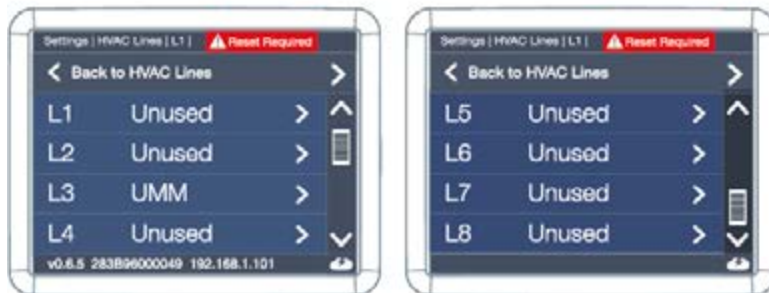 Settings | HVAC Lines | L1 | Reset Required
Back to HVAC Lines
L1 Unused
L2 Unused
L3 UMM
L4 Unused
v0.6.5 283B96000049 192.168.1.101
Settings | HVAC Lines | L1 | Reset Required
Back to HVAC Lines
L5 Unused
L6 Unused
L7 Unused
L8 Unused